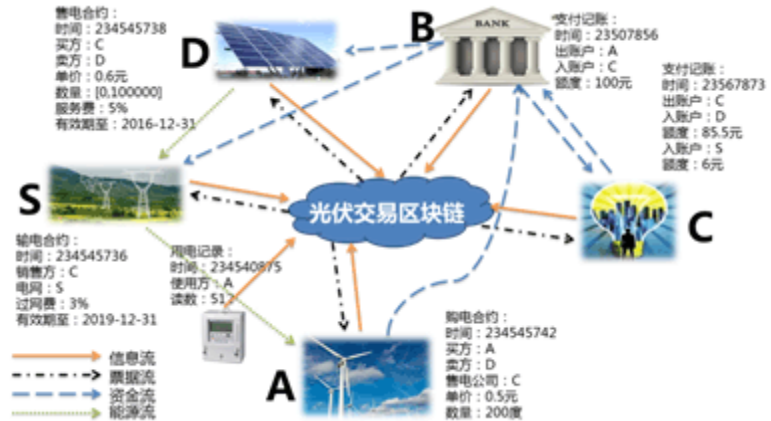 售电合约：
时间：234545738
买方：C
卖方：D
单价：0.6元
数量：[0,100000]
服务费：5%
有效期至：2016-12-31
D
B
BANK
支付记账：
时间：23507856
出账户：A
入账户：C
额度：100元
支付记账：
时间：23567873
出账户：C
入账户：D
额度：85.5元
入账户：S
额度：6元
S
光伏交易区块链
C
输电合约：
时间：234545736
销售方：C
电网：S
过网费：3%
有效期至：2019-12-31
用电记录：
时间：234540875
使用方：A
读数：512
A
购电合约：
时间：234545742
买方：A
卖方：D
售电公司：C
单价：0.5元
数量：200度
信息流
票据流
资金流
能源流